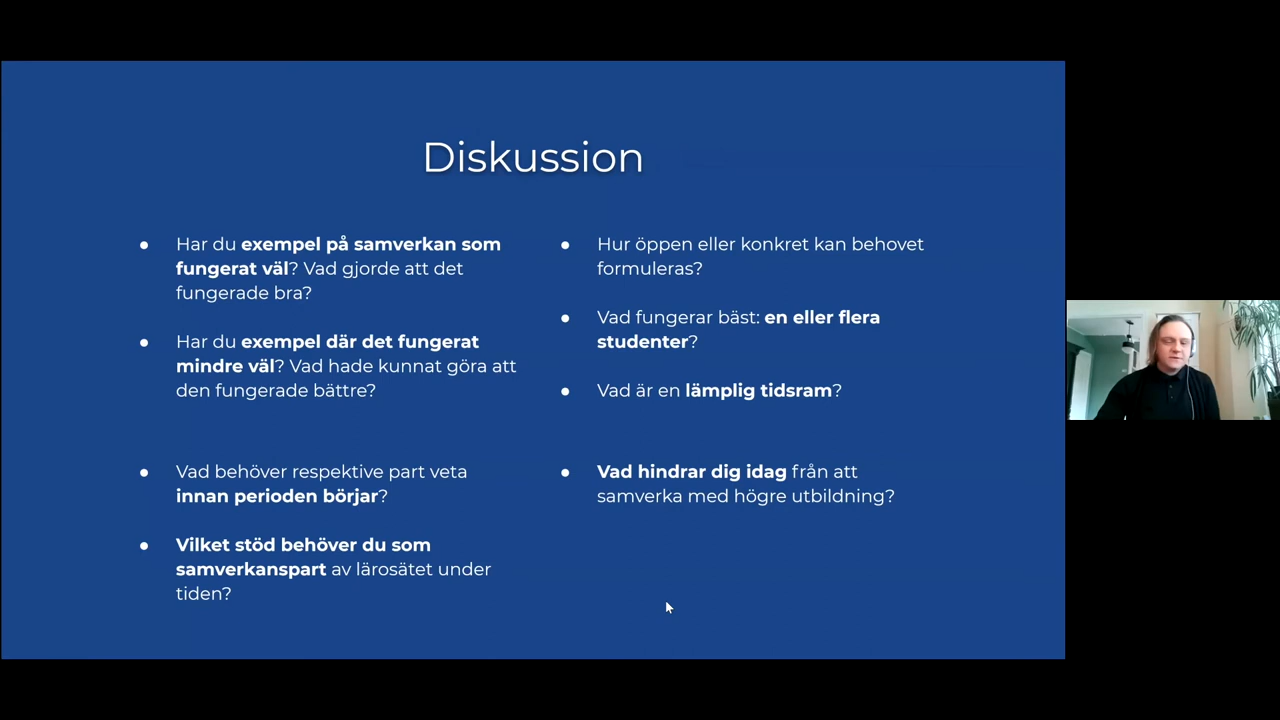 Diskussion
Har du exempel på samverkan som
fungerat väl? Vad gjorde att det
fungerade bra?
Har du exempel där det fungerat
mindre väl? Vad hade kunnat göra att
den fungerade bättre?
Vad behöver respektive part veta
innan perioden börjar?
Vilket stöd behöver du som
samverkanspart av lärosätet under
tiden?
Hur öppen eller konkret kan behovet
formuleras?
Vad fungerar bäst: en eller flera
studenter?
Vad är en lämplig tidsram?
Vad hindrar dig idag från att
samverka med högre utbildning?